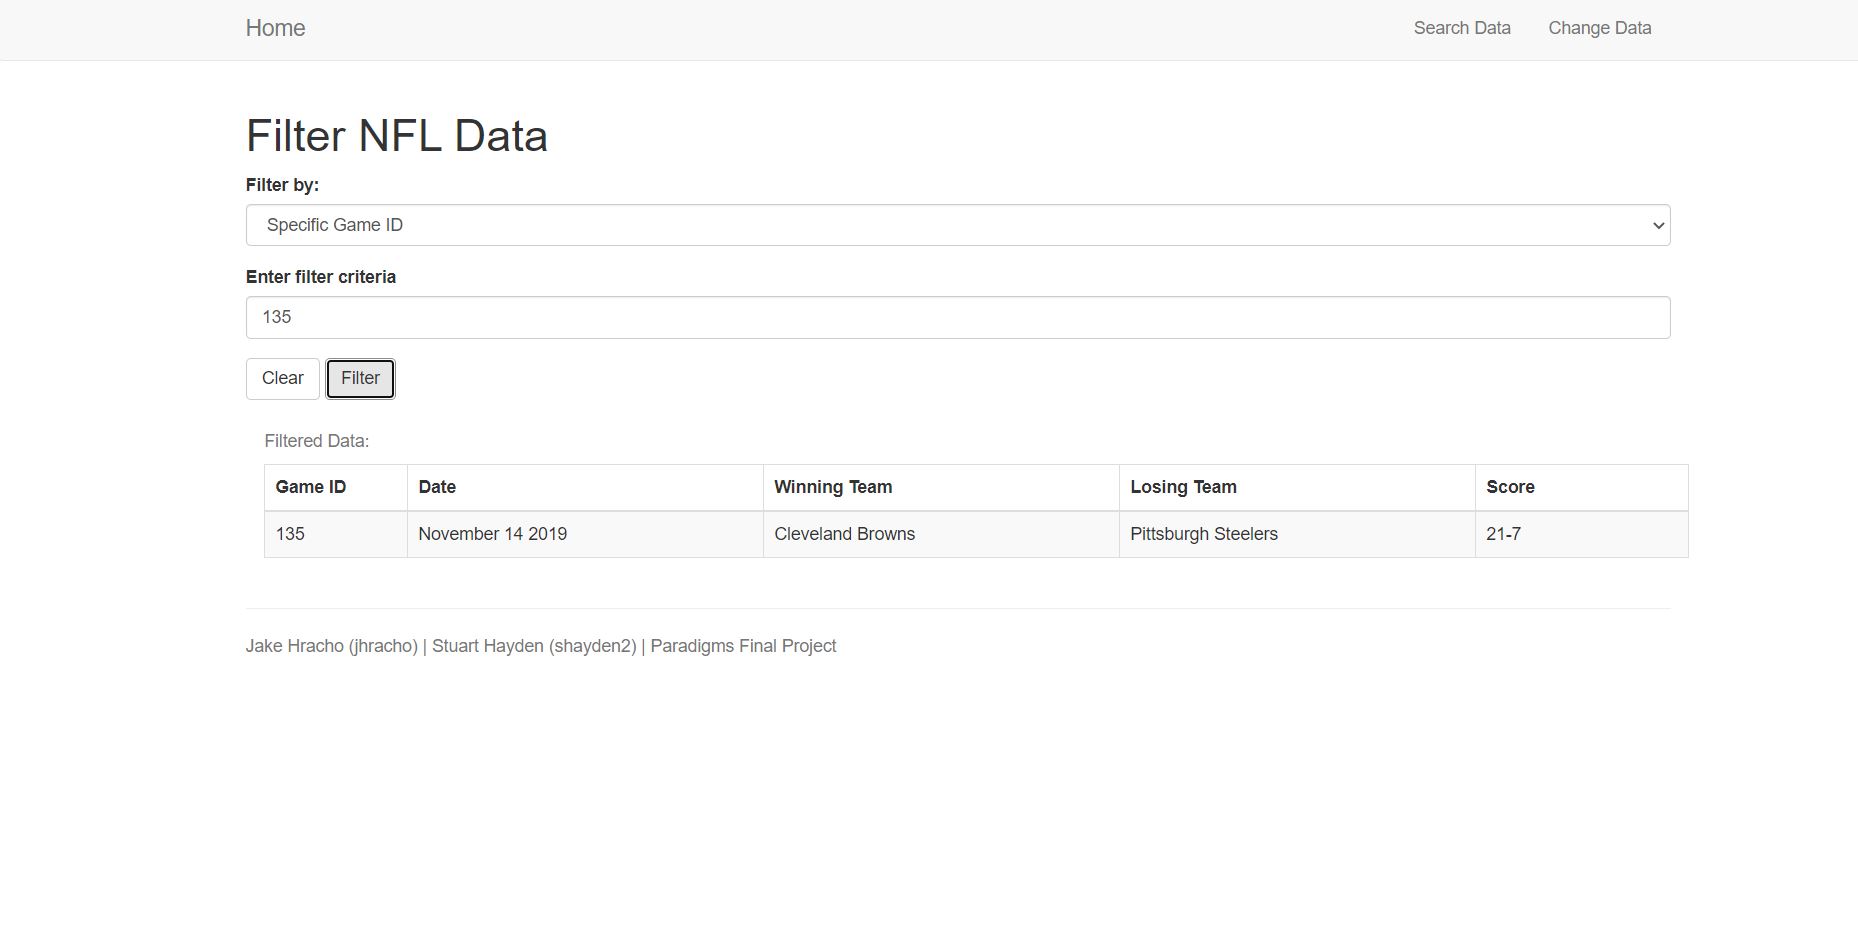 Home Search Data Change Data
Filter NFL Data
Filter by:
Specific Game ID
Enter filter criteria
135
Clear Filter
Filtered Data:
Game ID Date Winning Team Losing Team Score
135 November 14 2019 Cleveland Browns Pittsburgh Steelers 21-7
Jake Hracho (jhracho) | Stuart Hayden (shayden2) | Paradigms Final Project